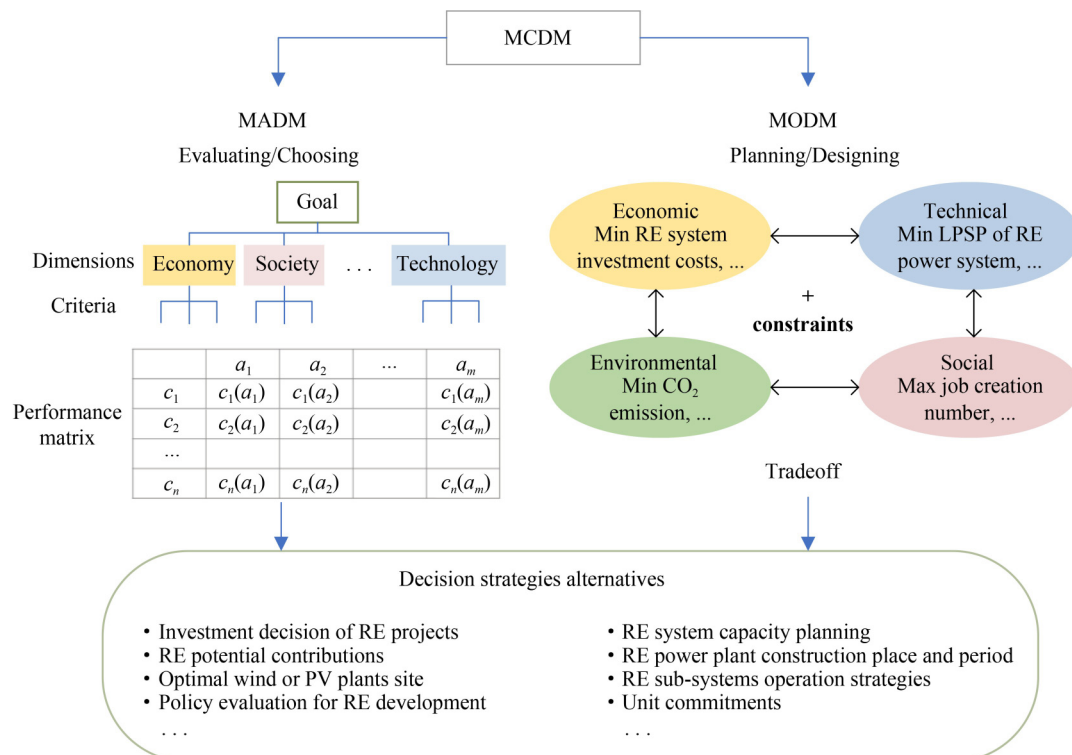 MCDM
MADM
Evaluating/Choosing
Goal
Dimensions
Economy
Society
. . .
Technology
Criteria
Performance
matrix
a₁ a₂ ... aₘ
c₁ c₁(a₁) c₁(a₂) c₁(aₘ)
c₂ c₂(a₁) c₂(a₂) c₂(aₘ)
...
cₙ cₙ(a₁) cₙ(a₂) cₙ(aₘ)
MODM
Planning/Designing
Economic
Min RE system
investment costs, ...
Technical
Min LPSP of RE
power system, ...
+
constraints
Environmental
Min CO₂
emission, ...
Social
Max job creation
number, ...
Tradeoff
Decision strategies alternatives
• Investment decision of RE projects
• RE potential contributions
• Optimal wind or PV plants site
• Policy evaluation for RE development
. . .
• RE system capacity planning
• RE power plant construction place and period
• RE sub-systems operation strategies
• Unit commitments
. . .